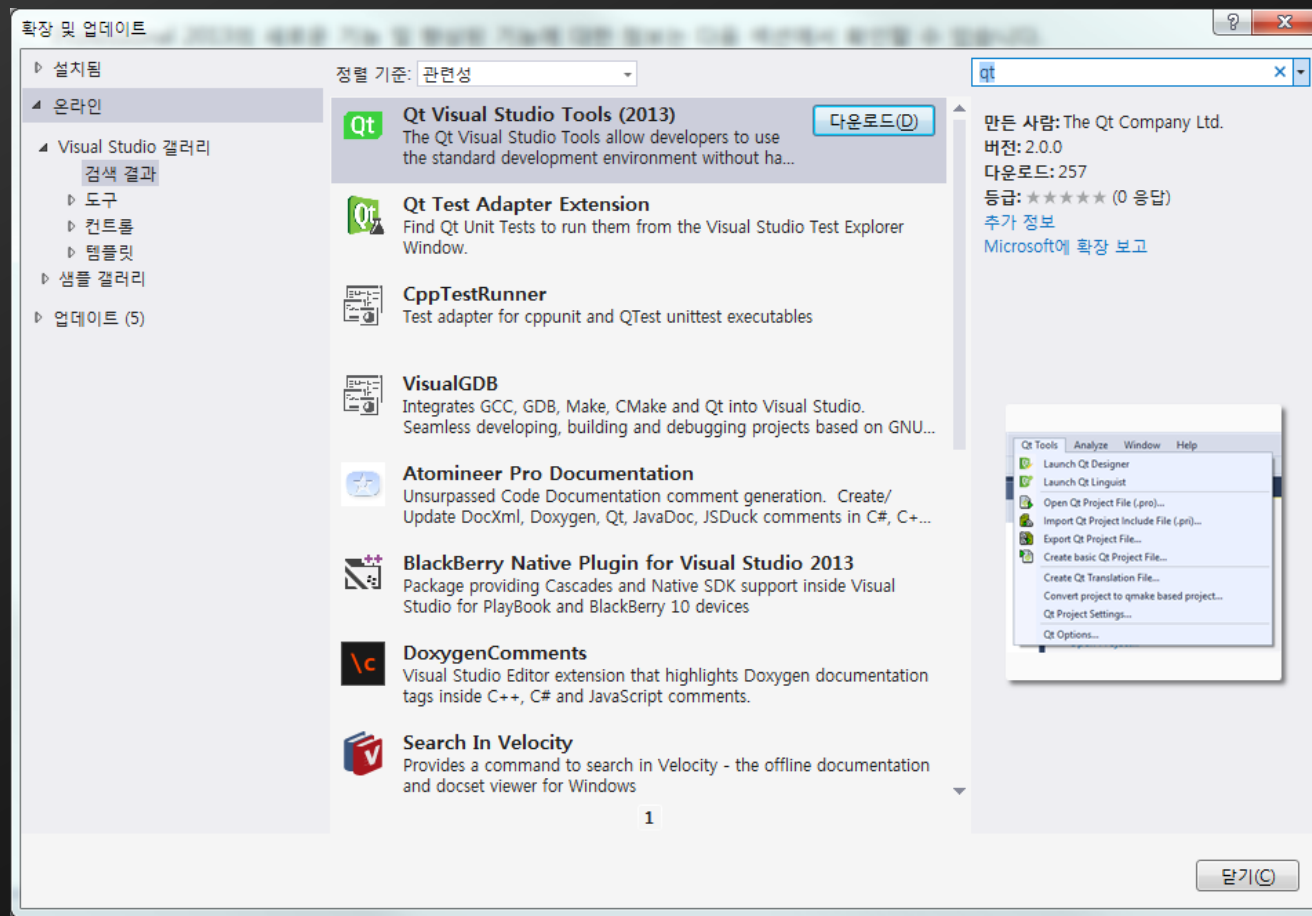 확장 및 업데이트
설치됨
온라인
Visual Studio 갤러리
검색 결과
도구
컨트롤
템플릿
샘플 갤러리
업데이트 (5)
정렬 기준: 관련성
Qt Visual Studio Tools (2013)
다운로드(D)
The Qt Visual Studio Tools allow developers to use
the standard development environment without ha...
Qt Test Adapter Extension
Find Qt Unit Tests to run them from the Visual Studio Test Explorer
Window.
CppTestRunner
Test adapter for cppunit and QTest unittest executables
VisualGDB
Integrates GCC, GDB, Make, CMake and Qt into Visual Studio.
Seamless developing, building and debugging projects based on GNU...
Atomineer Pro Documentation
Unsurpassed Code Documentation comment generation. Create/
Update DocXml, Doxygen, Qt, JavaDoc, JSDuck comments in C#, C+...
BlackBerry Native Plugin for Visual Studio 2013
Package providing Cascades and Native SDK support inside Visual
Studio for PlayBook and BlackBerry 10 devices
DoxygenComments
Visual Studio Editor extension that highlights Doxygen documentation
tags inside C++, C# and JavaScript comments.
Search In Velocity
Provides a command to search in Velocity - the offline documentation
and docset viewer for Windows
1
qt
만든 사람: The Qt Company Ltd.
버전: 2.0.0
다운로드: 257
등급: ★★★★★ (0 응답)
추가 정보
Microsoft에 확장 보고
Qt Tools Analyze Window Help
Launch Qt Designer
Launch Qt Linguist
Open Qt Project File (.pro)...
Import Qt Project Include File (.pri)...
Export Qt Project File...
Create basic Qt Project File...
Create Qt Translation File...
Convert project to qmake based project...
Qt Project Settings...
Qt Options...
닫기(C)